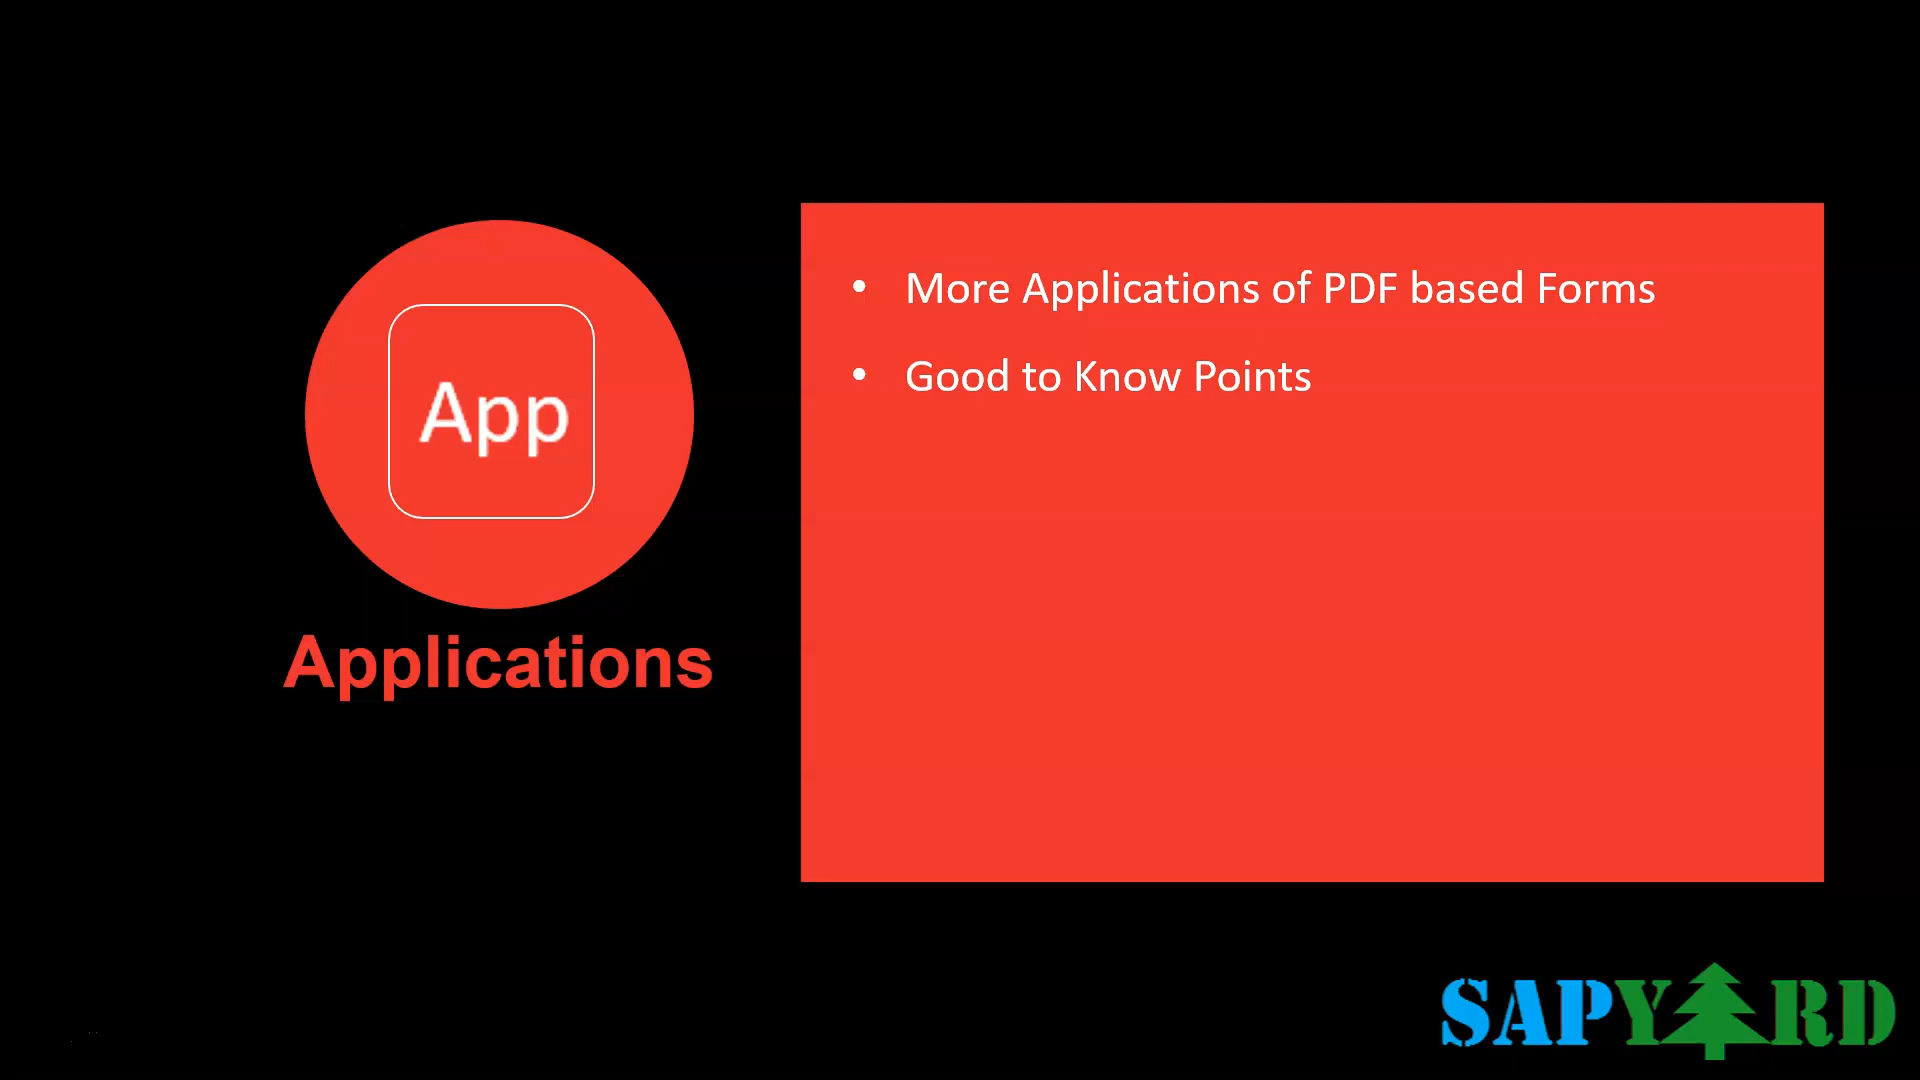 App
Applications
• More Applications of PDF based Forms
• Good to Know Points
SAPYARD